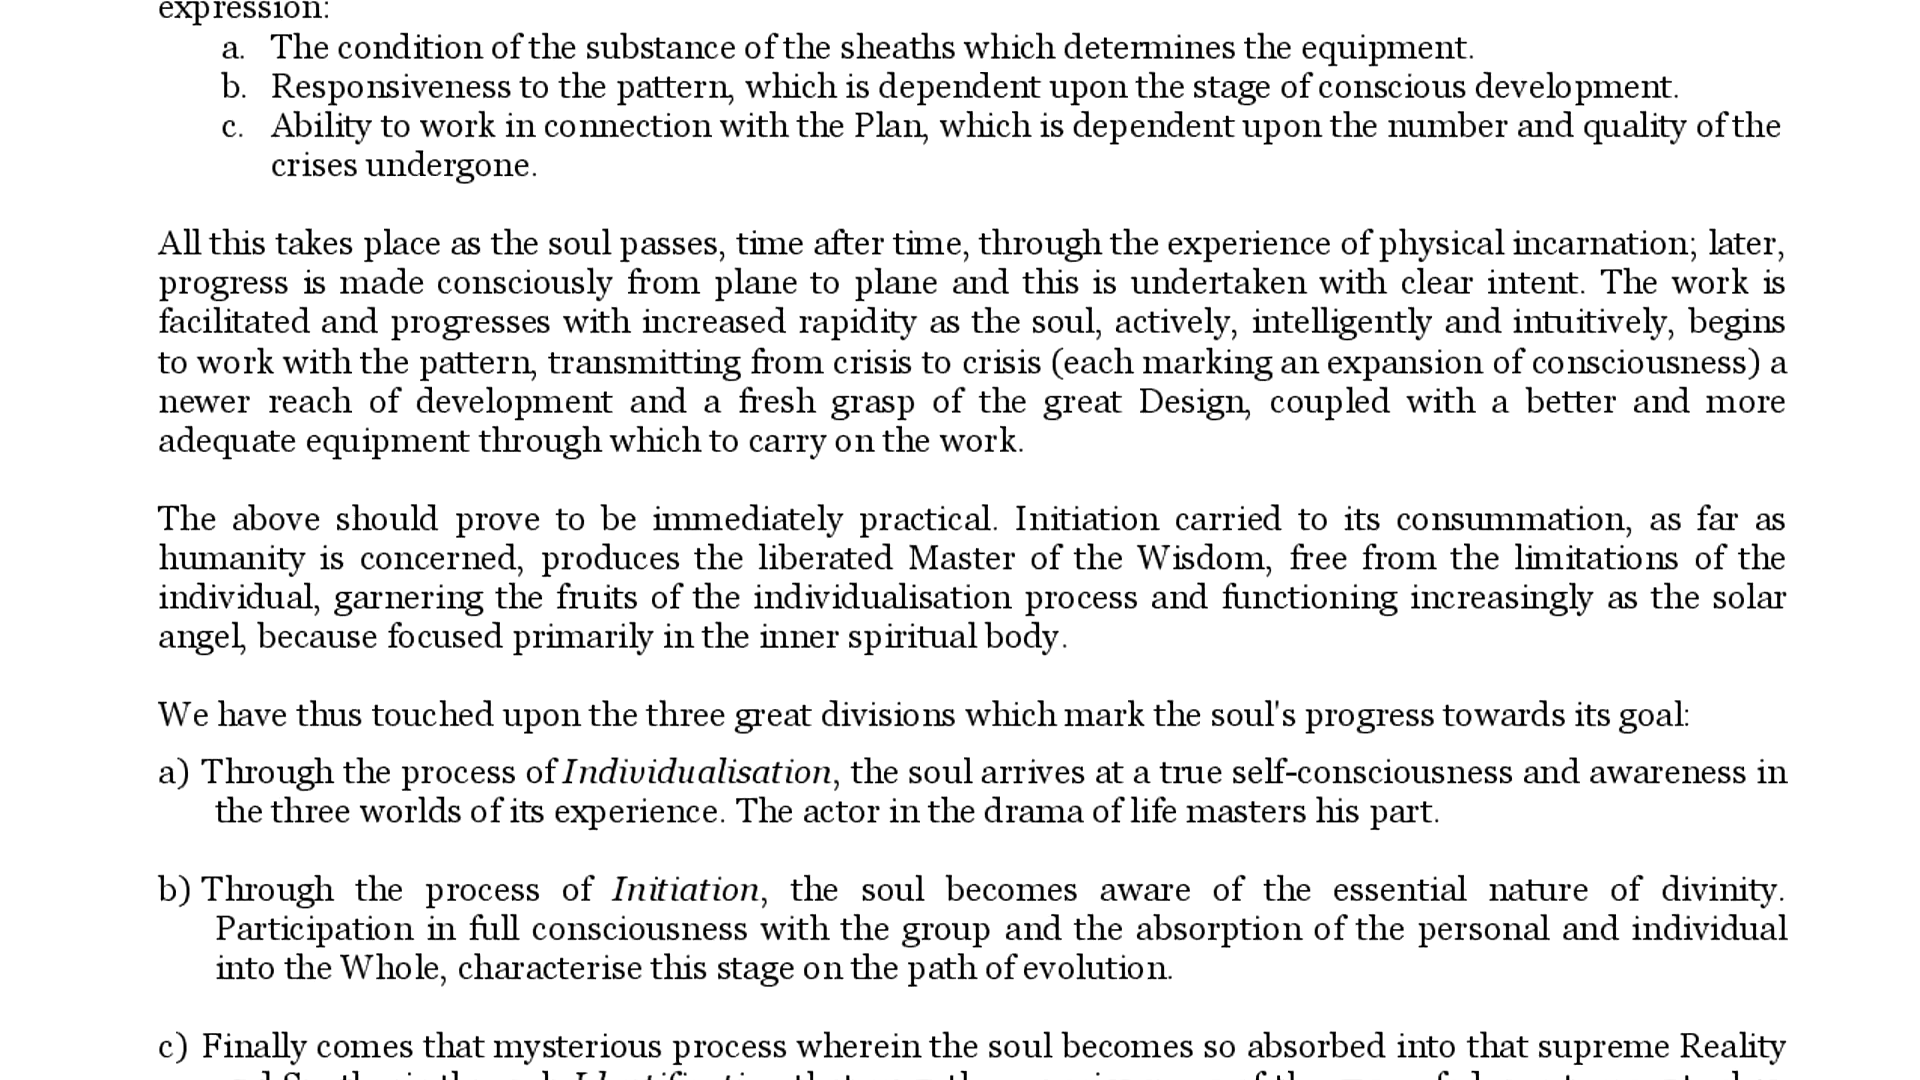 expression:
a. The condition of the substance of the sheaths which determines the equipment.
b. Responsiveness to the pattern, which is dependent upon the stage of conscious development.
c. Ability to work in connection with the Plan, which is dependent upon the number and quality of the
crises undergone.
All this takes place as the soul passes, time after time, through the experience of physical incarnation; later,
progress is made consciously from plane to plane and this is undertaken with clear intent. The work is
facilitated and progresses with increased rapidity as the soul, actively, intelligently and intuitively, begins
to work with the pattern, transmitting from crisis to crisis (each marking an expansion of consciousness) a
newer reach of development and a fresh grasp of the great Design, coupled with a better and more
adequate equipment through which to carry on the work.
The above should prove to be immediately practical. Initiation carried to its consummation, as far as
humanity is concerned, produces the liberated Master of the Wisdom, free from the limitations of the
individual, garnering the fruits of the individualisation process and functioning increasingly as the solar
angel, because focused primarily in the inner spiritual body.
We have thus touched upon the three great divisions which mark the soul's progress towards its goal:
a) Through the process of Individualisation, the soul arrives at a true self-consciousness and awareness in
the three worlds of its experience. The actor in the drama of life masters his part.
b) Through the process of Initiation, the soul becomes aware of the essential nature of divinity.
Participation in full consciousness with the group and the absorption of the personal and individual
into the Whole, characterise this stage on the path of evolution.
c) Finally comes that mysterious process wherein the soul becomes so absorbed into that supreme Reality